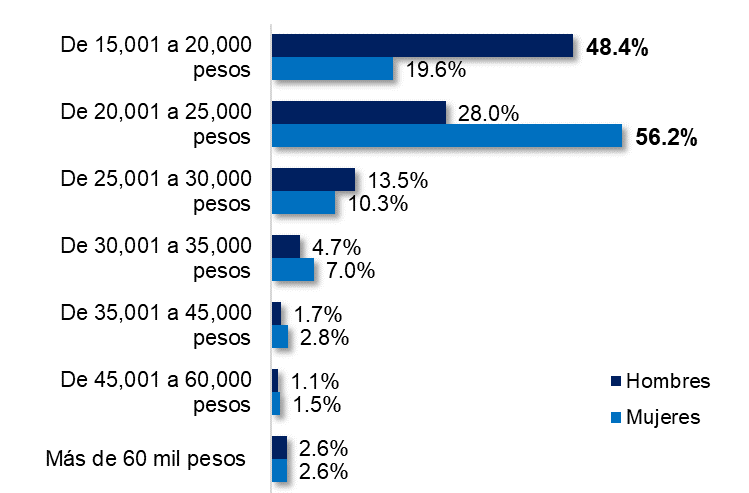 De 15,001 a 20,000
pesos
48.4%
19.6%
De 20,001 a 25,000
pesos
28.0%
56.2%
De 25,001 a 30,000
pesos
13.5%
10.3%
De 30,001 a 35,000
pesos
4.7%
7.0%
De 35,001 a 45,000
pesos
1.7%
2.8%
De 45,001 a 60,000
pesos
1.1%
1.5%
Más de 60 mil pesos
2.6%
2.6%
Hombres
Mujeres